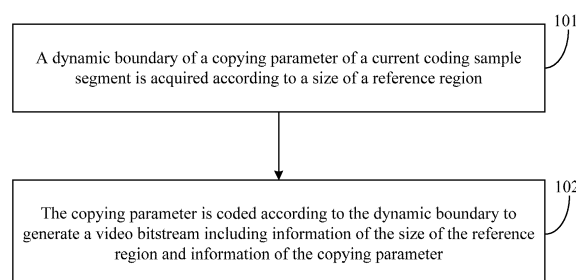 101
A dynamic boundary of a copying parameter of a current coding sample
segment is acquired according to a size of a reference region
102
The copying parameter is coded according to the dynamic boundary to
generate a video bitstream including information of the size of the reference
region and information of the copying parameter